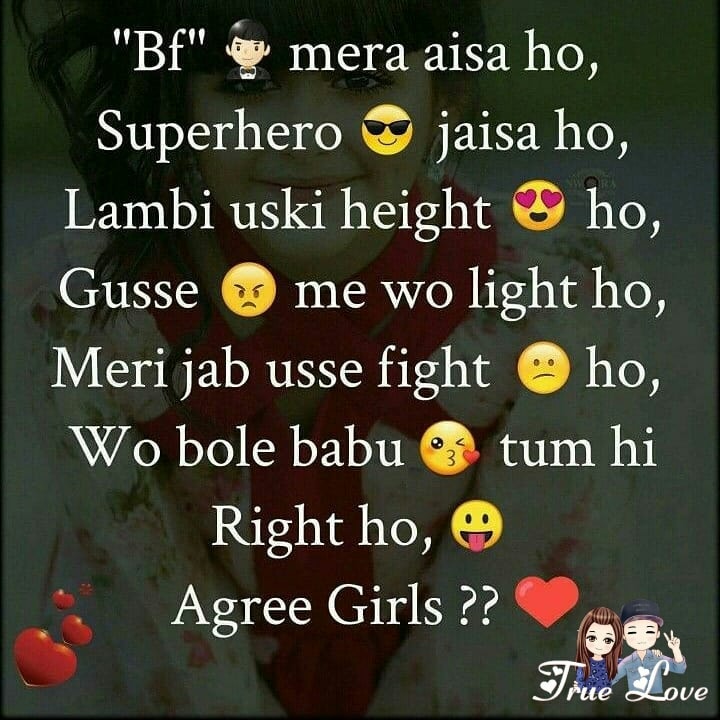 "Bf" 🤵🏻 mera aisa ho,
Superhero 😎 jaisa ho,
Lambi uski height 😍 ho,
Gusse 😠 me wo light ho,
Meri jab usse fight 😕 ho,
Wo bole babu 😘 tum hi
Right ho, 😛
Agree Girls ?? ❤️
True Love